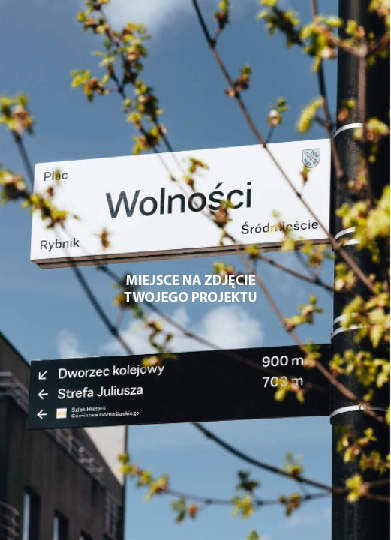 Plac
Wolności
Rybnik
Śródmieście
MIEJSCE NA ZDJĘCIE
TWOJEGO PROJEKTU
Dworzec kolejowy 900 m
Strefa Juliusza 700 m
Szlak Historii